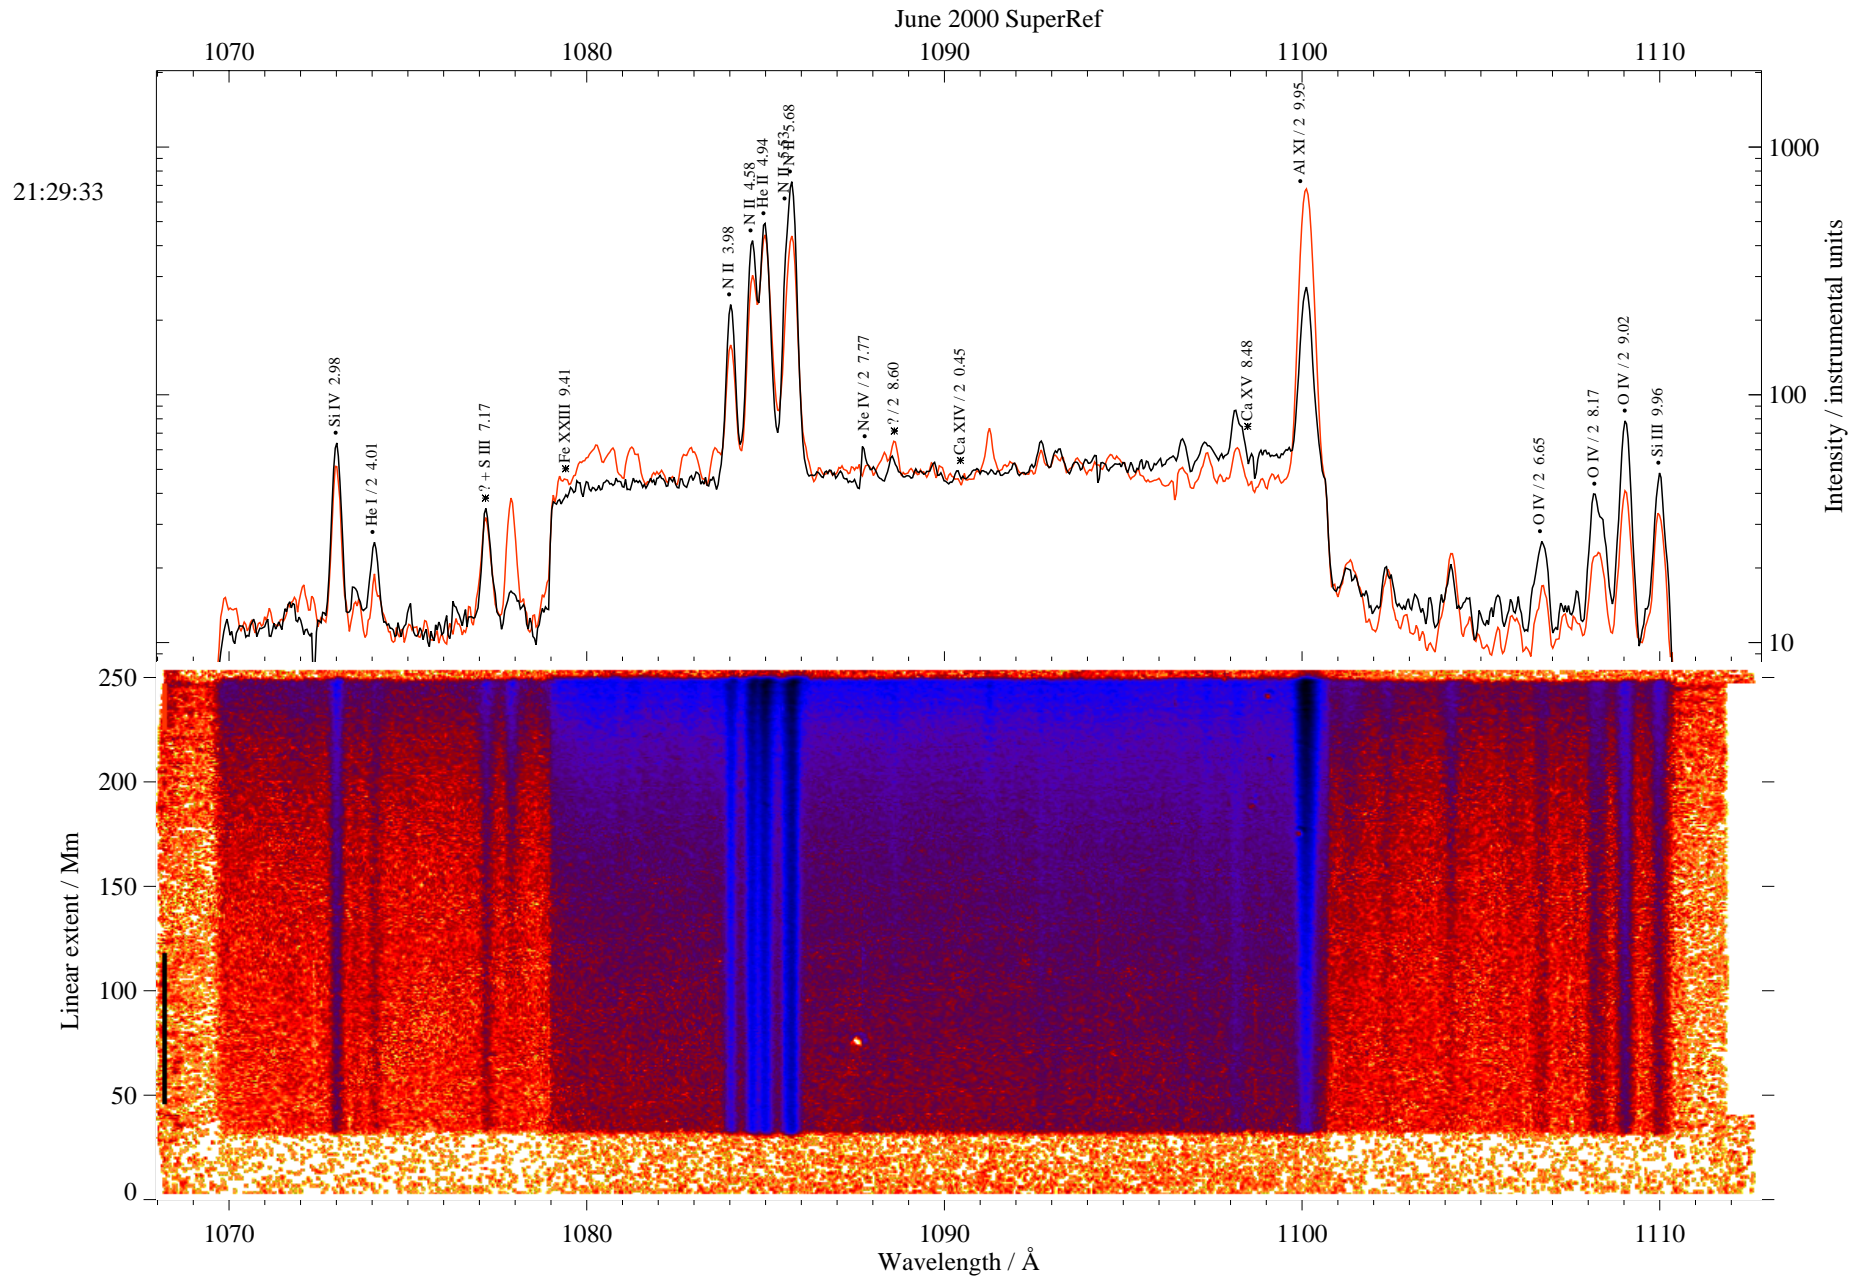 June 2000 SuperRef
1070 1080 1090 1100 1110
21:29:33
Si IV 2.98
He I / 2 4.01
? + S III 7.17
Fe XXIII 9.41
N II 3.98
N II 4.58
He II 4.94
N II 5.53
N II 5.68
Ne IV / 2 7.77
? / 2 8.60
Ca XIV / 2 0.45
Ca XV 8.48
Al XI / 2 9.95
O IV / 2 6.65
O IV / 2 8.17
O IV / 2 9.02
Si III 9.96
1000
100
10
Intensity / instrumental units
250
200
150
100
50
0
Linear extent / Mm
1070 1080 1090 1100 1110
Wavelength / Å